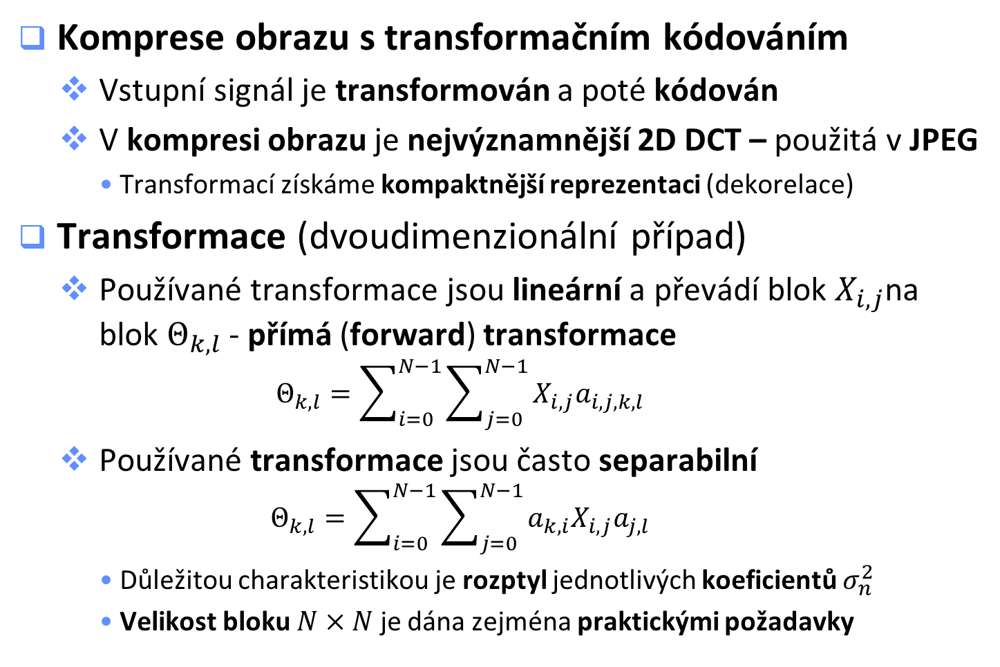 Komprese obrazu s transformačním kódováním
Vstupní signál je transformován a poté kódován
V kompresi obrazu je nejvýznamnější 2D DCT – použitá v JPEG
• Transformací získáme kompaktnější reprezentaci (dekorelace)
Transformace (dvoudimenzionální případ)
Používané transformace jsou lineární a převádí blok $X_{i,j}$ na
blok $\Theta_{k,l}$ - přímá (forward) transformace
$\Theta_{k,l} = \sum_{i=0}^{N-1} \sum_{j=0}^{N-1} X_{i,j} a_{i,j,k,l}$
Používané transformace jsou často separabilní
$\Theta_{k,l} = \sum_{i=0}^{N-1} \sum_{j=0}^{N-1} a_{k,i} X_{i,j} a_{j,l}$
• Důležitou charakteristikou je rozptyl jednotlivých koeficientů $\sigma_n^2$
• Velikost bloku $N \times N$ je dána zejména praktickými požadavky